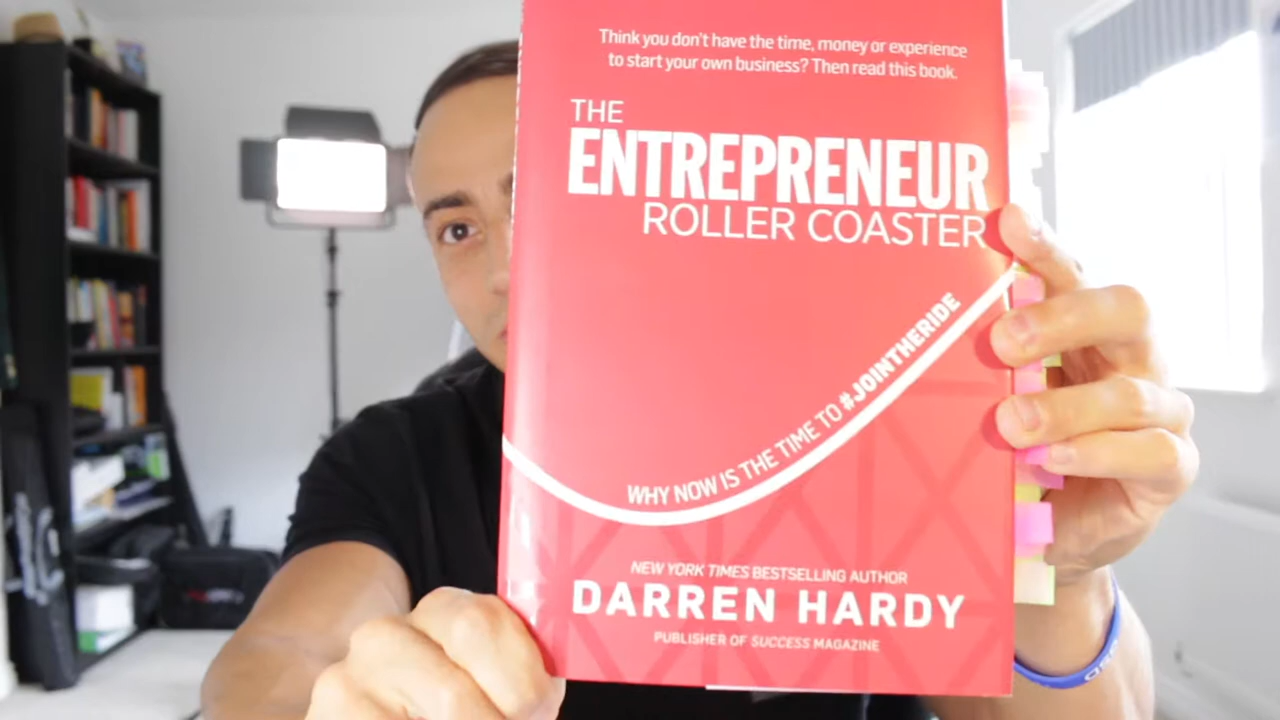 Think you don't have the time, money or experience
to start your own business? Then read this book.
THE
ENTREPRENEUR
ROLLER COASTER
WHY NOW IS THE TIME TO #JOINTHERIDE
NEW YORK TIMES BESTSELLING AUTHOR
DARREN HARDY
PUBLISHER OF SUCCESS MAGAZINE